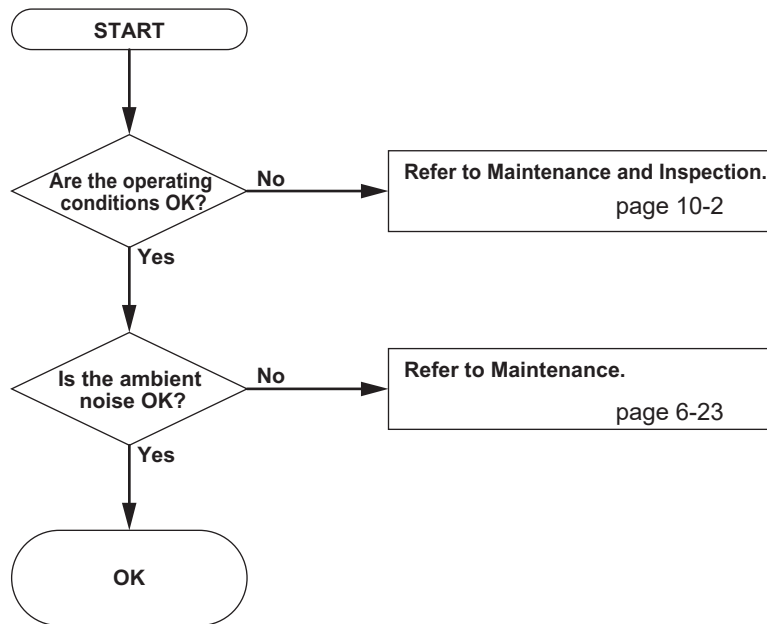 START
Are the operating
conditions OK?
No
Refer to Maintenance and Inspection.
page 10-2
Yes
Is the ambient
noise OK?
No
Refer to Maintenance.
page 6-23
Yes
OK